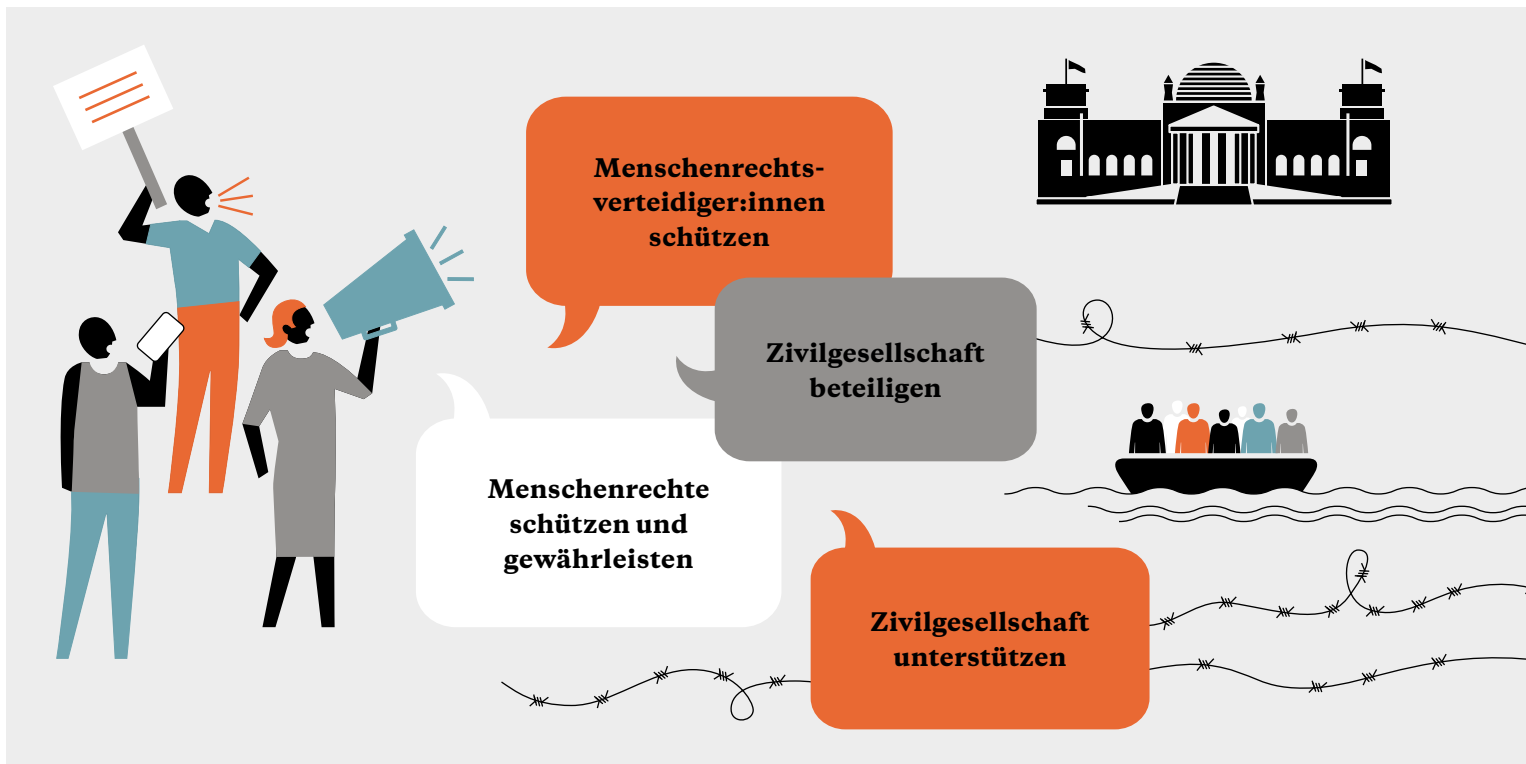 Menschenrechts-
verteidiger:innen
schützen
Zivilgesellschaft
beteiligen
Menschenrechte
schützen und
gewährleisten
Zivilgesellschaft
unterstützen